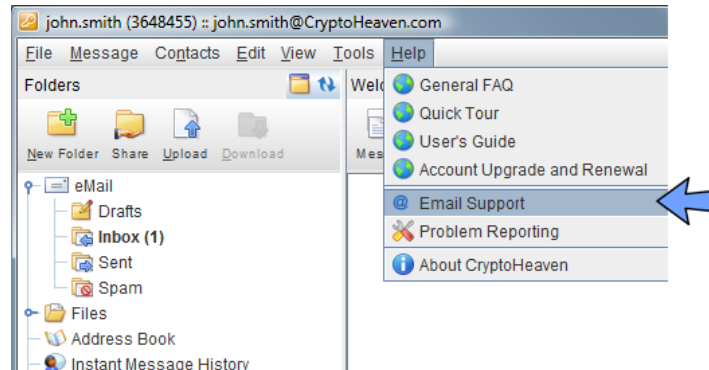 john.smith (3648455) :: john.smith@CryptoHeaven.com
File Message Contacts Edit View Tools Help
Folders
New Folder Share Upload Download
eMail
Drafts
Inbox (1)
Sent
Spam
Files
Address Book
Instant Message History
General FAQ
Quick Tour
User's Guide
Account Upgrade and Renewal
@ Email Support
Problem Reporting
About CryptoHeaven